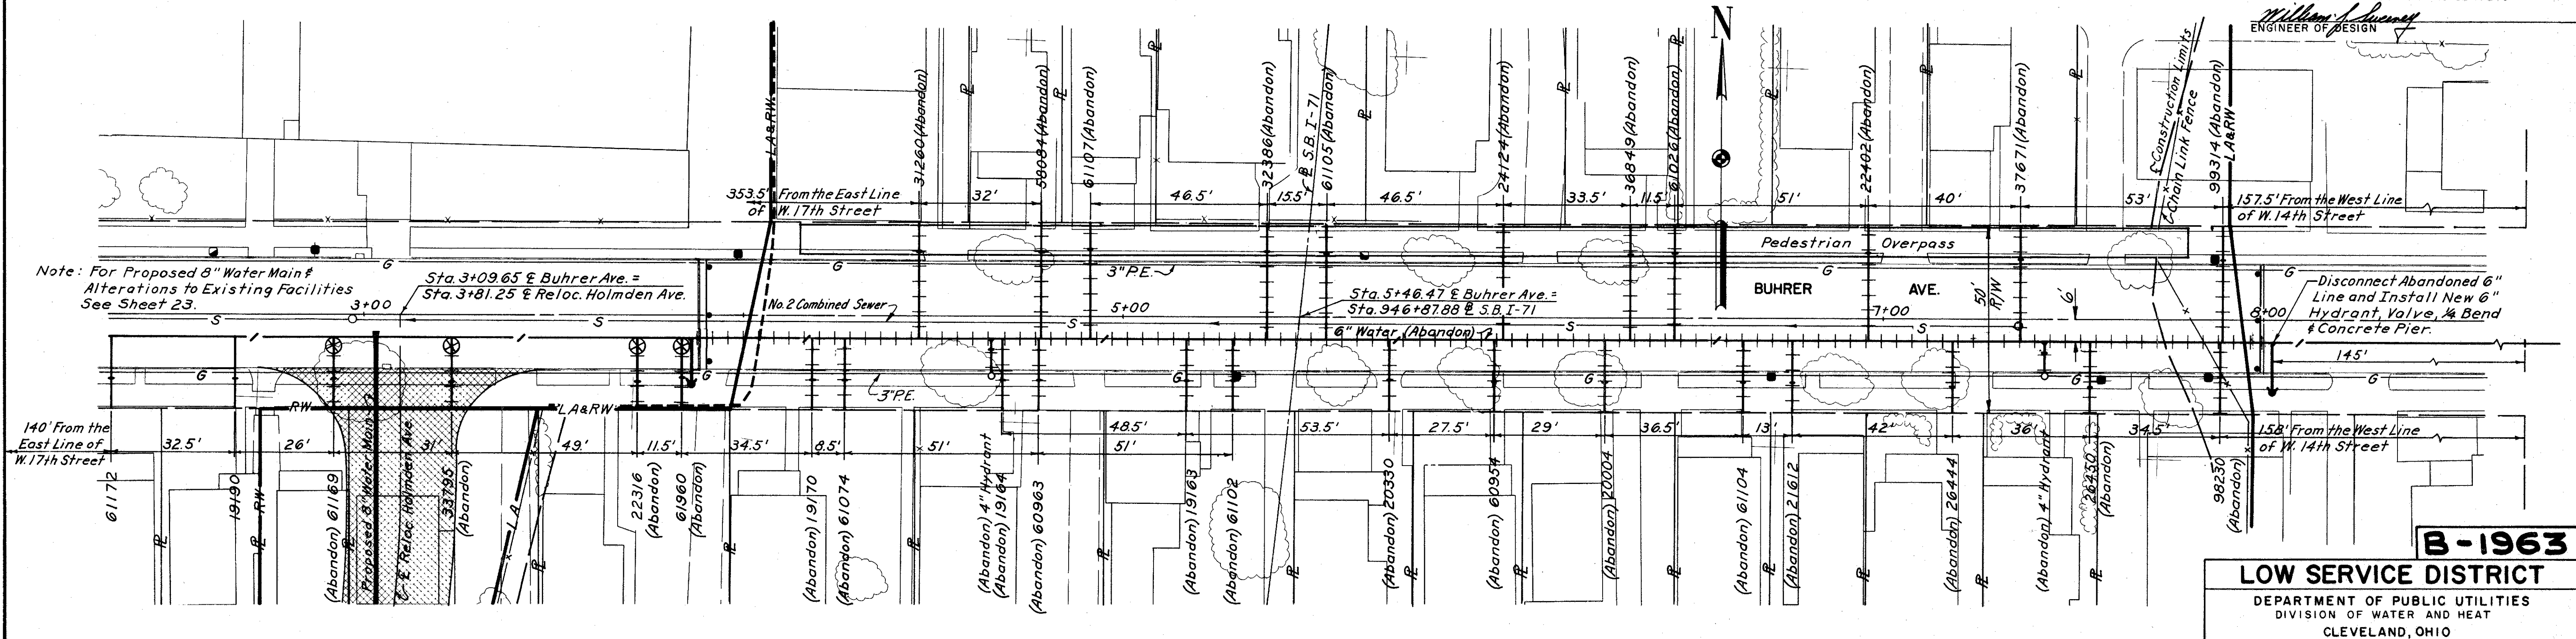 William J. Sweeney
ENGINEER OF DESIGN
N
LA&RW
31260 (Abandon)
58084 (Abandon)
61107 (Abandon)
32386 (Abandon)
℄ B S.B. I-71
61105 (Abandon)
24124 (Abandon)
36849 (Abandon)
61026 (Abandon)
22402 (Abandon)
37671 (Abandon)
℄ Construction Limits
℄ Chain Link Fence
99314 (Abandon)
LA&RW
353.5' From the East Line
of W. 17th Street
32'
46.5'
15.5'
46.5'
33.5'
11.5'
51'
40'
53'
157.5' From the West Line
of W. 14th Street
Pedestrian Overpass
Note: For Proposed 8" Water Main &
Alterations to Existing Facilities
See Sheet 23.
Sta. 3+09.65 ℄ Buhrer Ave. =
Sta. 3+81.25 ℄ Reloc. Holmden Ave.
G
G
3" P.E.
G
G
BUHRER AVE.
50'
R/W
6'
Disconnect Abandoned 6"
Line and Install New 6"
Hydrant, Valve, ¼ Bend
& Concrete Pier.
3+00
No. 2 Combined Sewer
5+00
Sta. 5+46.47 ℄ Buhrer Ave. =
Sta. 946+87.88 B S.B. I-71
7+00
8+00
S
S
S
S
6" Water (Abandon)
145'
G
G
3" P.E.
G
G
G
G
RW
LA&RW
140' From the
East Line of
W. 17th Street
32.5'
26'
31'
49'
11.5'
34.5'
8.5'
51'
48.5'
51'
53.5'
27.5'
29'
36.5'
13'
42'
36'
34.5'
158' From the West Line
of W. 14th Street
61172
19190
RW
(Abandon) 61169
Proposed 8" Water Main
℄ Reloc Holmden Ave
33795
(Abandon)
LA
22316
(Abandon)
61960
(Abandon)
(Abandon) 19170
(Abandon) 61074
(Abandon) 4" Hydrant
(Abandon) 19164
(Abandon) 60963
(Abandon) 19163
(Abandon) 61102
(Abandon) 20330
(Abandon) 60954
(Abandon) 20004
(Abandon) 61104
(Abandon) 21612
(Abandon) 26444
(Abandon) 4" Hydrant
26450
(Abandon)
98230
(Abandon)
B-1963
LOW SERVICE DISTRICT
DEPARTMENT OF PUBLIC UTILITIES
DIVISION OF WATER AND HEAT
CLEVELAND, OHIO